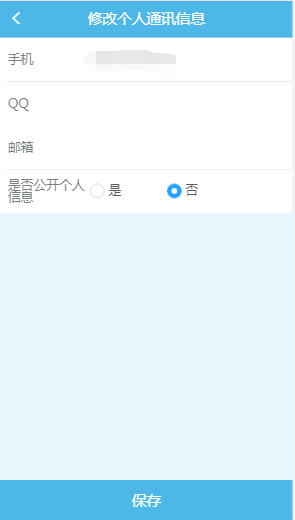 修改个人通讯信息
手机
QQ
邮箱
是否公开个人
信息
是 否
保存